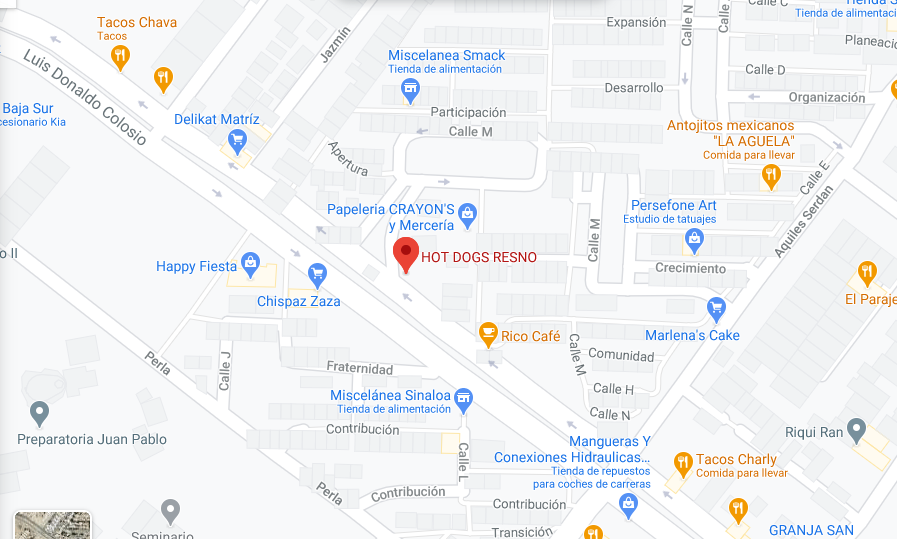 Tacos Chava
Tacos
Jazmín
Expansión
Calle N
Calle C
Tienda S
Tienda de alimentaci
Planeac
Luis Donaldo Colosio
Miscelanea Smack
Tienda de alimentación
Desarrollo
Calle D
Organización
Baja Sur
cesionario Kia
Delikat Matríz
Participación
Calle M
Antojitos mexicanos
"LA AGUELA"
Comida para llevar
Apertura
Calle E
Papeleria CRAYON'S
y Mercería
Persefone Art
Estudio de tatuajes
Calle M
Aquiles Serdan
o II
HOT DOGS RESNO
Happy Fiesta
Crecimiento
Chispaz Zaza
El Paraje
Rico Café
Marlena's Cake
Perla
Calle J
Fraternidad
Calle M
Comunidad
Miscelánea Sinaloa
Tienda de alimentación
Calle H
Calle N
Preparatoria Juan Pablo
Contribución
Riqui Ran
Mangueras Y
Conexiones Hidraulicas...
Tienda de repuestos
para coches de carreras
Calle L
Tacos Charly
Comida para llevar
Perla
Contribución
Contribución
Transición
Seminario
GRANJA SAN